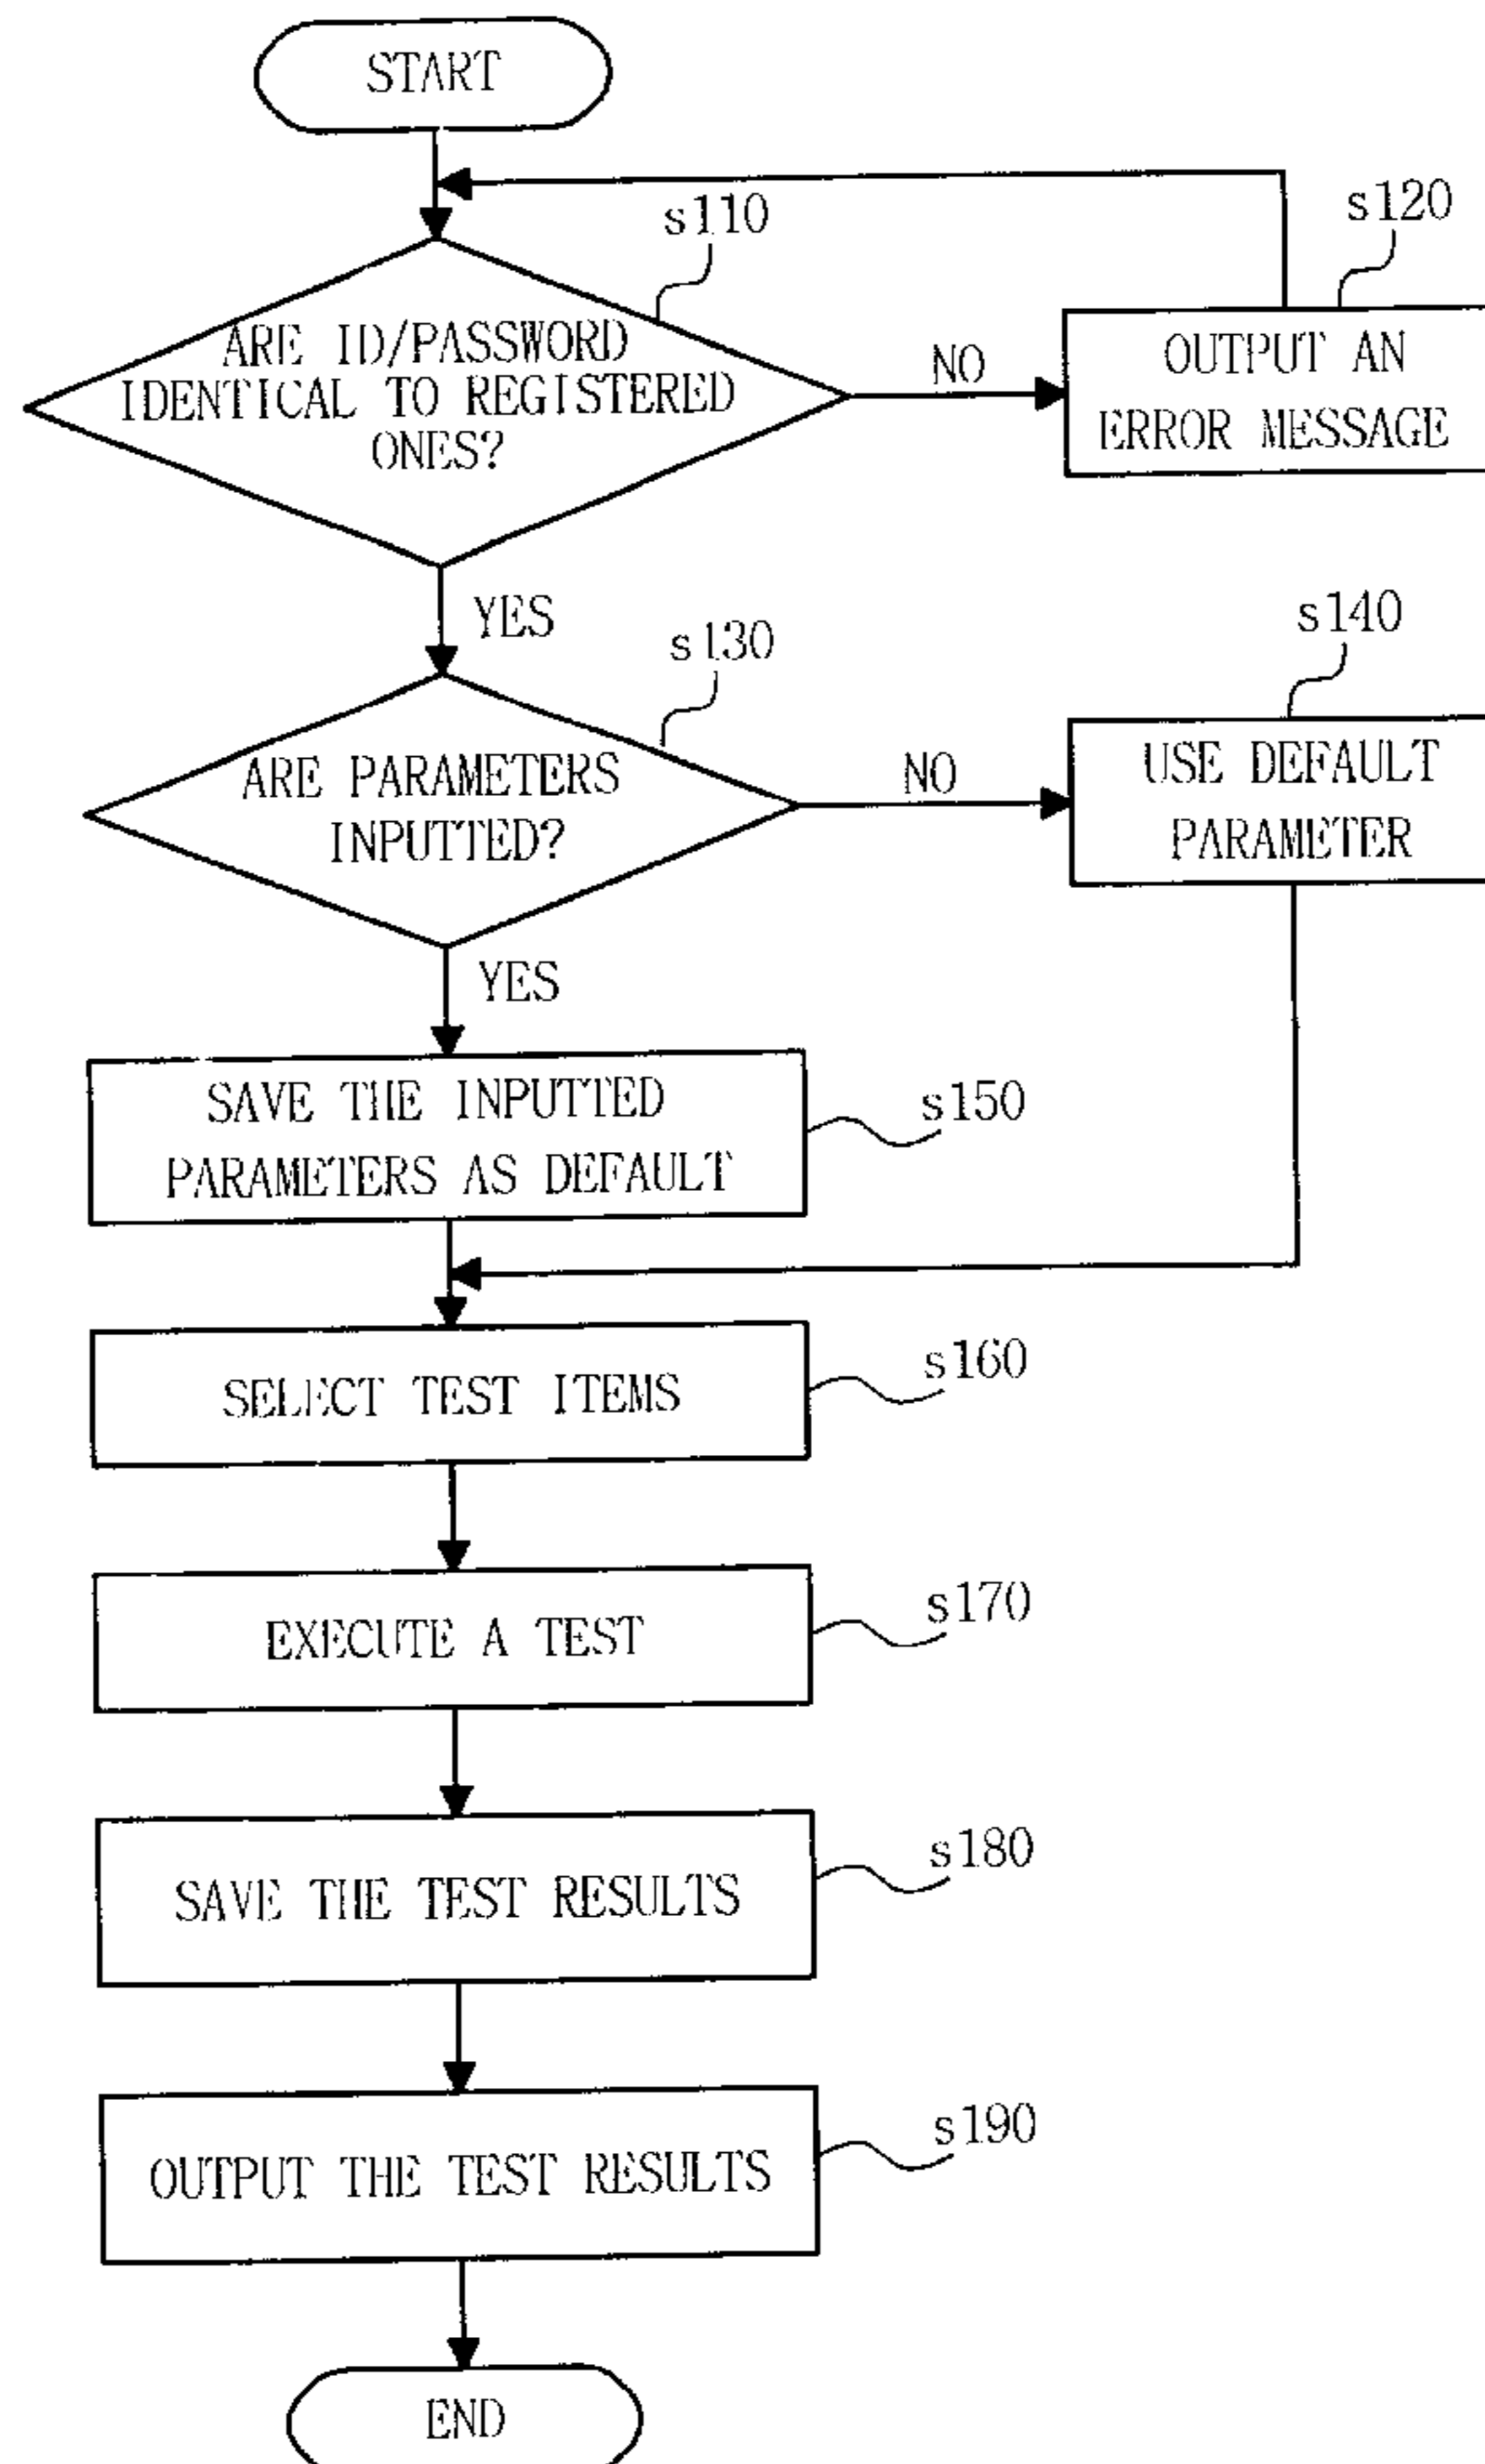 START
s110
s120
ARE ID/PASSWORD
IDENTICAL TO REGISTERED
ONES?
NO
OUTPUT AN
ERROR MESSAGE
YES
s130
s140
ARE PARAMETERS
INPUTTED?
NO
USE DEFAULT
PARAMETER
YES
SAVE THE INPUTTED
PARAMETERS AS DEFAULT
s150
SELECT TEST ITEMS
s160
EXECUTE A TEST
s170
SAVE THE TEST RESULTS
s180
OUTPUT THE TEST RESULTS
s190
END